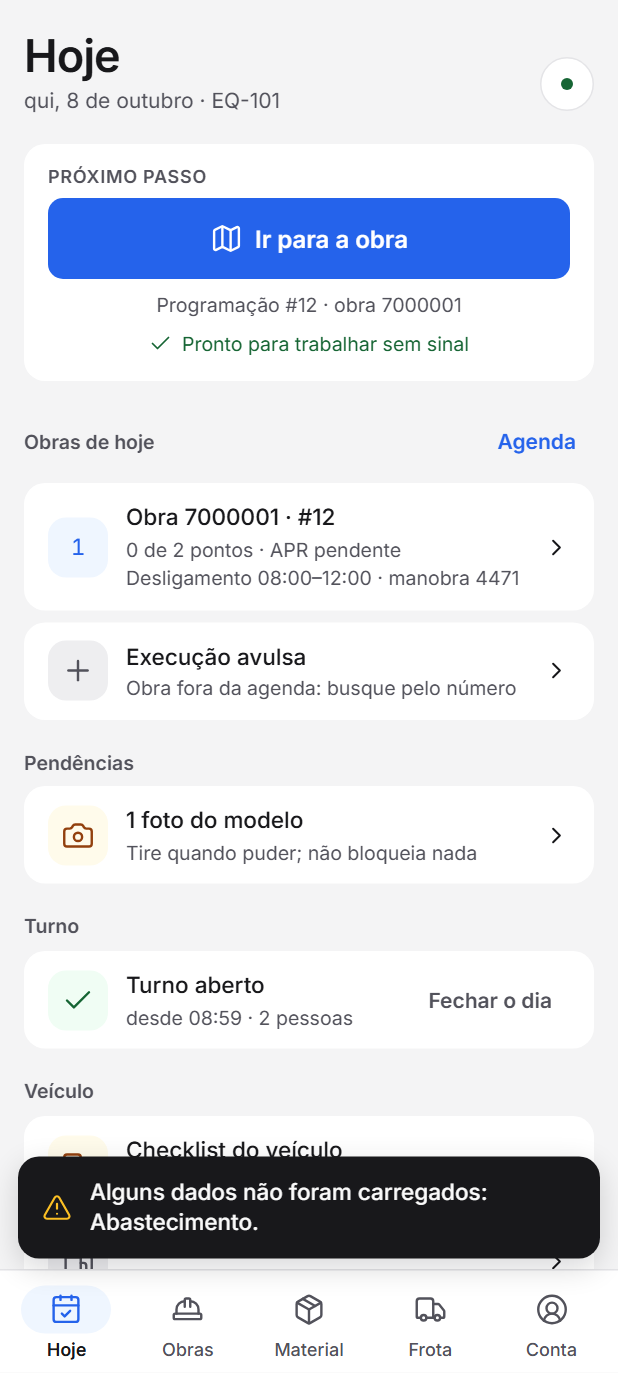 Hoje
qui, 8 de outubro · EQ-101
PRÓXIMO PASSO
Ir para a obra
Programação #12 · obra 7000001
Pronto para trabalhar sem sinal
Obras de hoje
Agenda
1
Obra 7000001 · #12
0 de 2 pontos · APR pendente
Desligamento 08:00–12:00 · manobra 4471
Execução avulsa
Obra fora da agenda: busque pelo número
Pendências
1 foto do modelo
Tire quando puder; não bloqueia nada
Turno
Turno aberto
desde 08:59 · 2 pessoas
Fechar o dia
Veículo
Checklist do veículo
Alguns dados não foram carregados:
Abastecimento.
Hoje
Obras
Material
Frota
Conta